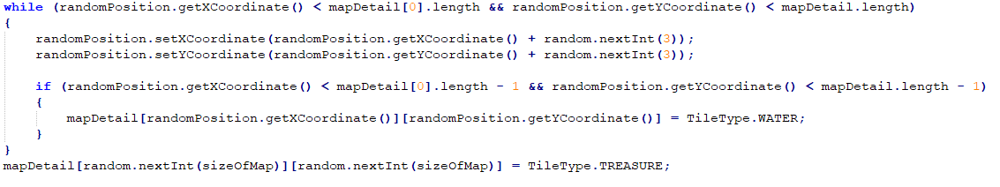 while (randomPosition.getXCoordinate() < mapDetail[0].length && randomPosition.getYCoordinate() < mapDetail.length)
{
    randomPosition.setXCoordinate(randomPosition.getXCoordinate() + random.nextInt(3));
    randomPosition.setYCoordinate(randomPosition.getYCoordinate() + random.nextInt(3));

    if (randomPosition.getXCoordinate() < mapDetail[0].length - 1 && randomPosition.getYCoordinate() < mapDetail.length - 1)
    {
        mapDetail[randomPosition.getXCoordinate()][randomPosition.getYCoordinate()] = TileType.WATER;
    }
}
mapDetail[random.nextInt(sizeOfMap)][random.nextInt(sizeOfMap)] = TileType.TREASURE;